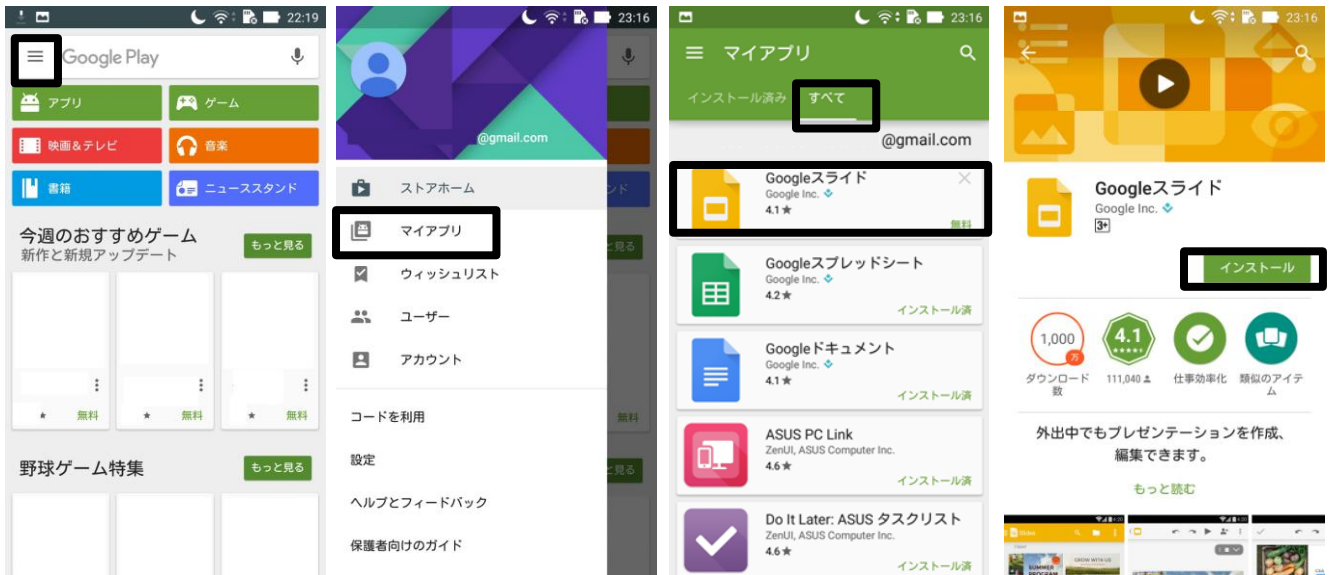 22:19
Google Play
アプリ
ゲーム
映画&テレビ
音楽
書籍
ニューススタンド
今週のおすすめゲーム
新作と新規アップデート
もっと見る
無料
無料
無料
野球ゲーム特集
もっと見る
23:16
@gmail.com
ストアホーム
マイアプリ
ウィッシュリスト
ユーザー
アカウント
コードを利用
設定
ヘルプとフィードバック
保護者向けのガイド
ンド
と見る
無料
と見る
23:16
マイアプリ
インストール済み すべて
@gmail.com
Googleスライド
Google Inc.
4.1★
無料
Googleスプレッドシート
Google Inc.
4.2★
インストール済
Googleドキュメント
Google Inc.
4.1★
インストール済
ASUS PC Link
ZenUI, ASUS Computer Inc.
4.6★
インストール済
Do It Later: ASUS タスクリスト
ZenUI, ASUS Computer Inc.
4.6★
インストール済
23:16
Googleスライド
Google Inc.
3+
インストール
1,000
万
ダウンロード
数
4.1
111,040
仕事効率化
類似のアイテ
ム
外出中でもプレゼンテーションを作成、
編集できます。
もっと読む
Slides
SUMMER
PROGRAM
GROW WITH US